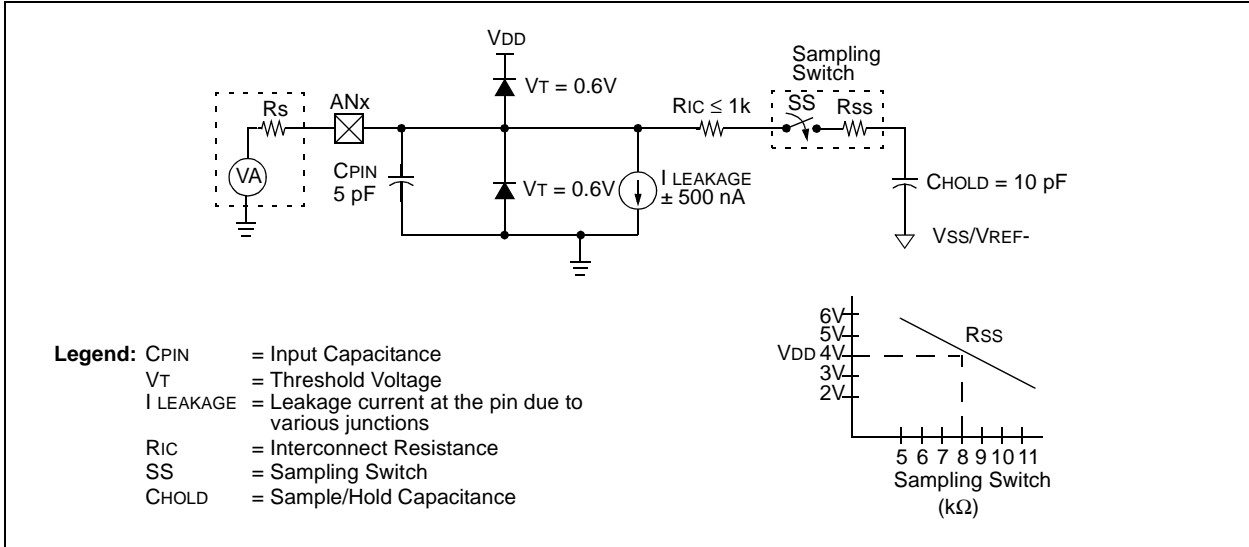 VDD
Sampling
Switch
VT = 0.6V
RIC ≤ 1k
SS
RSS
Rs
ANx
VA
CPIN
5 pF
VT = 0.6V
I LEAKAGE
± 500 nA
CHOLD = 10 pF
VSS/VREF-
Legend: CPIN = Input Capacitance
VT = Threshold Voltage
I LEAKAGE = Leakage current at the pin due to
various junctions
RIC = Interconnect Resistance
SS = Sampling Switch
CHOLD = Sample/Hold Capacitance
6V
5V
VDD 4V
3V
2V
RSS
5 6 7 8 9 10 11
Sampling Switch
(kΩ)